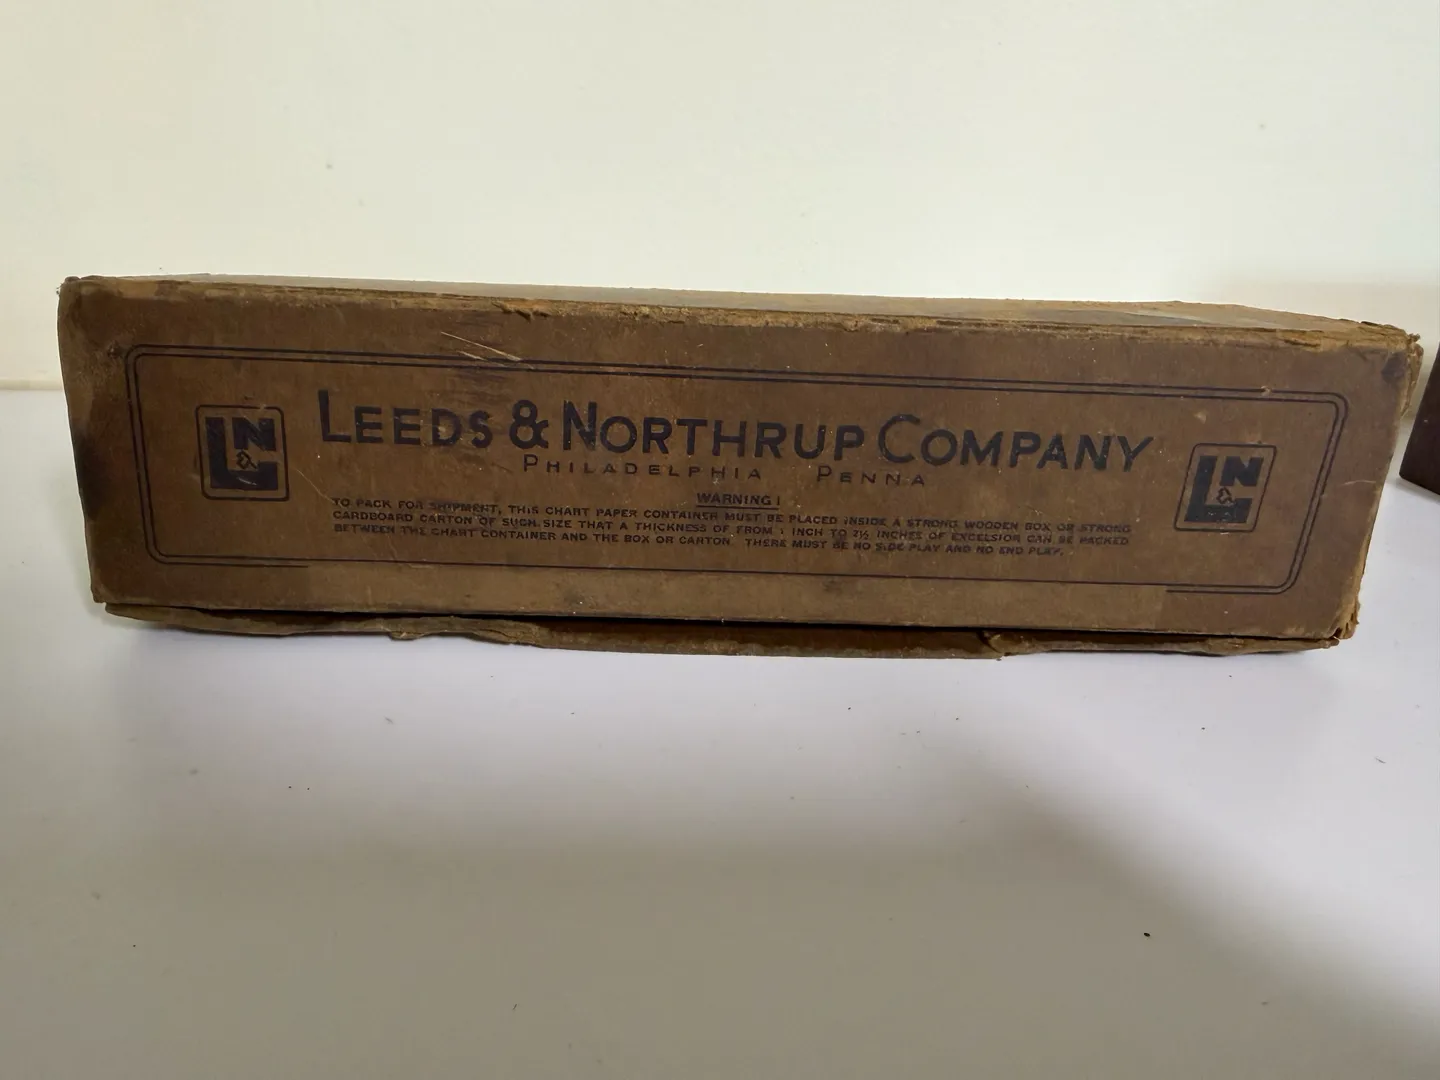 LEEDS & NORTHRUP COMPANY
PHILADELPHIA PENNA
L&N
L&N
WARNING!
TO PACK FOR SHIPMENT, THIS CHART PAPER CONTAINER MUST BE PLACED INSIDE A STRONG WOODEN BOX OR STRONG
CARDBOARD CARTON OF SUCH SIZE THAT A THICKNESS OF FROM 1 INCH TO 2½ INCHES OF EXCELSIOR CAN BE PACKED
BETWEEN THE CHART CONTAINER AND THE BOX OR CARTON. THERE MUST BE NO SIDE PLAY AND NO END PLAY.